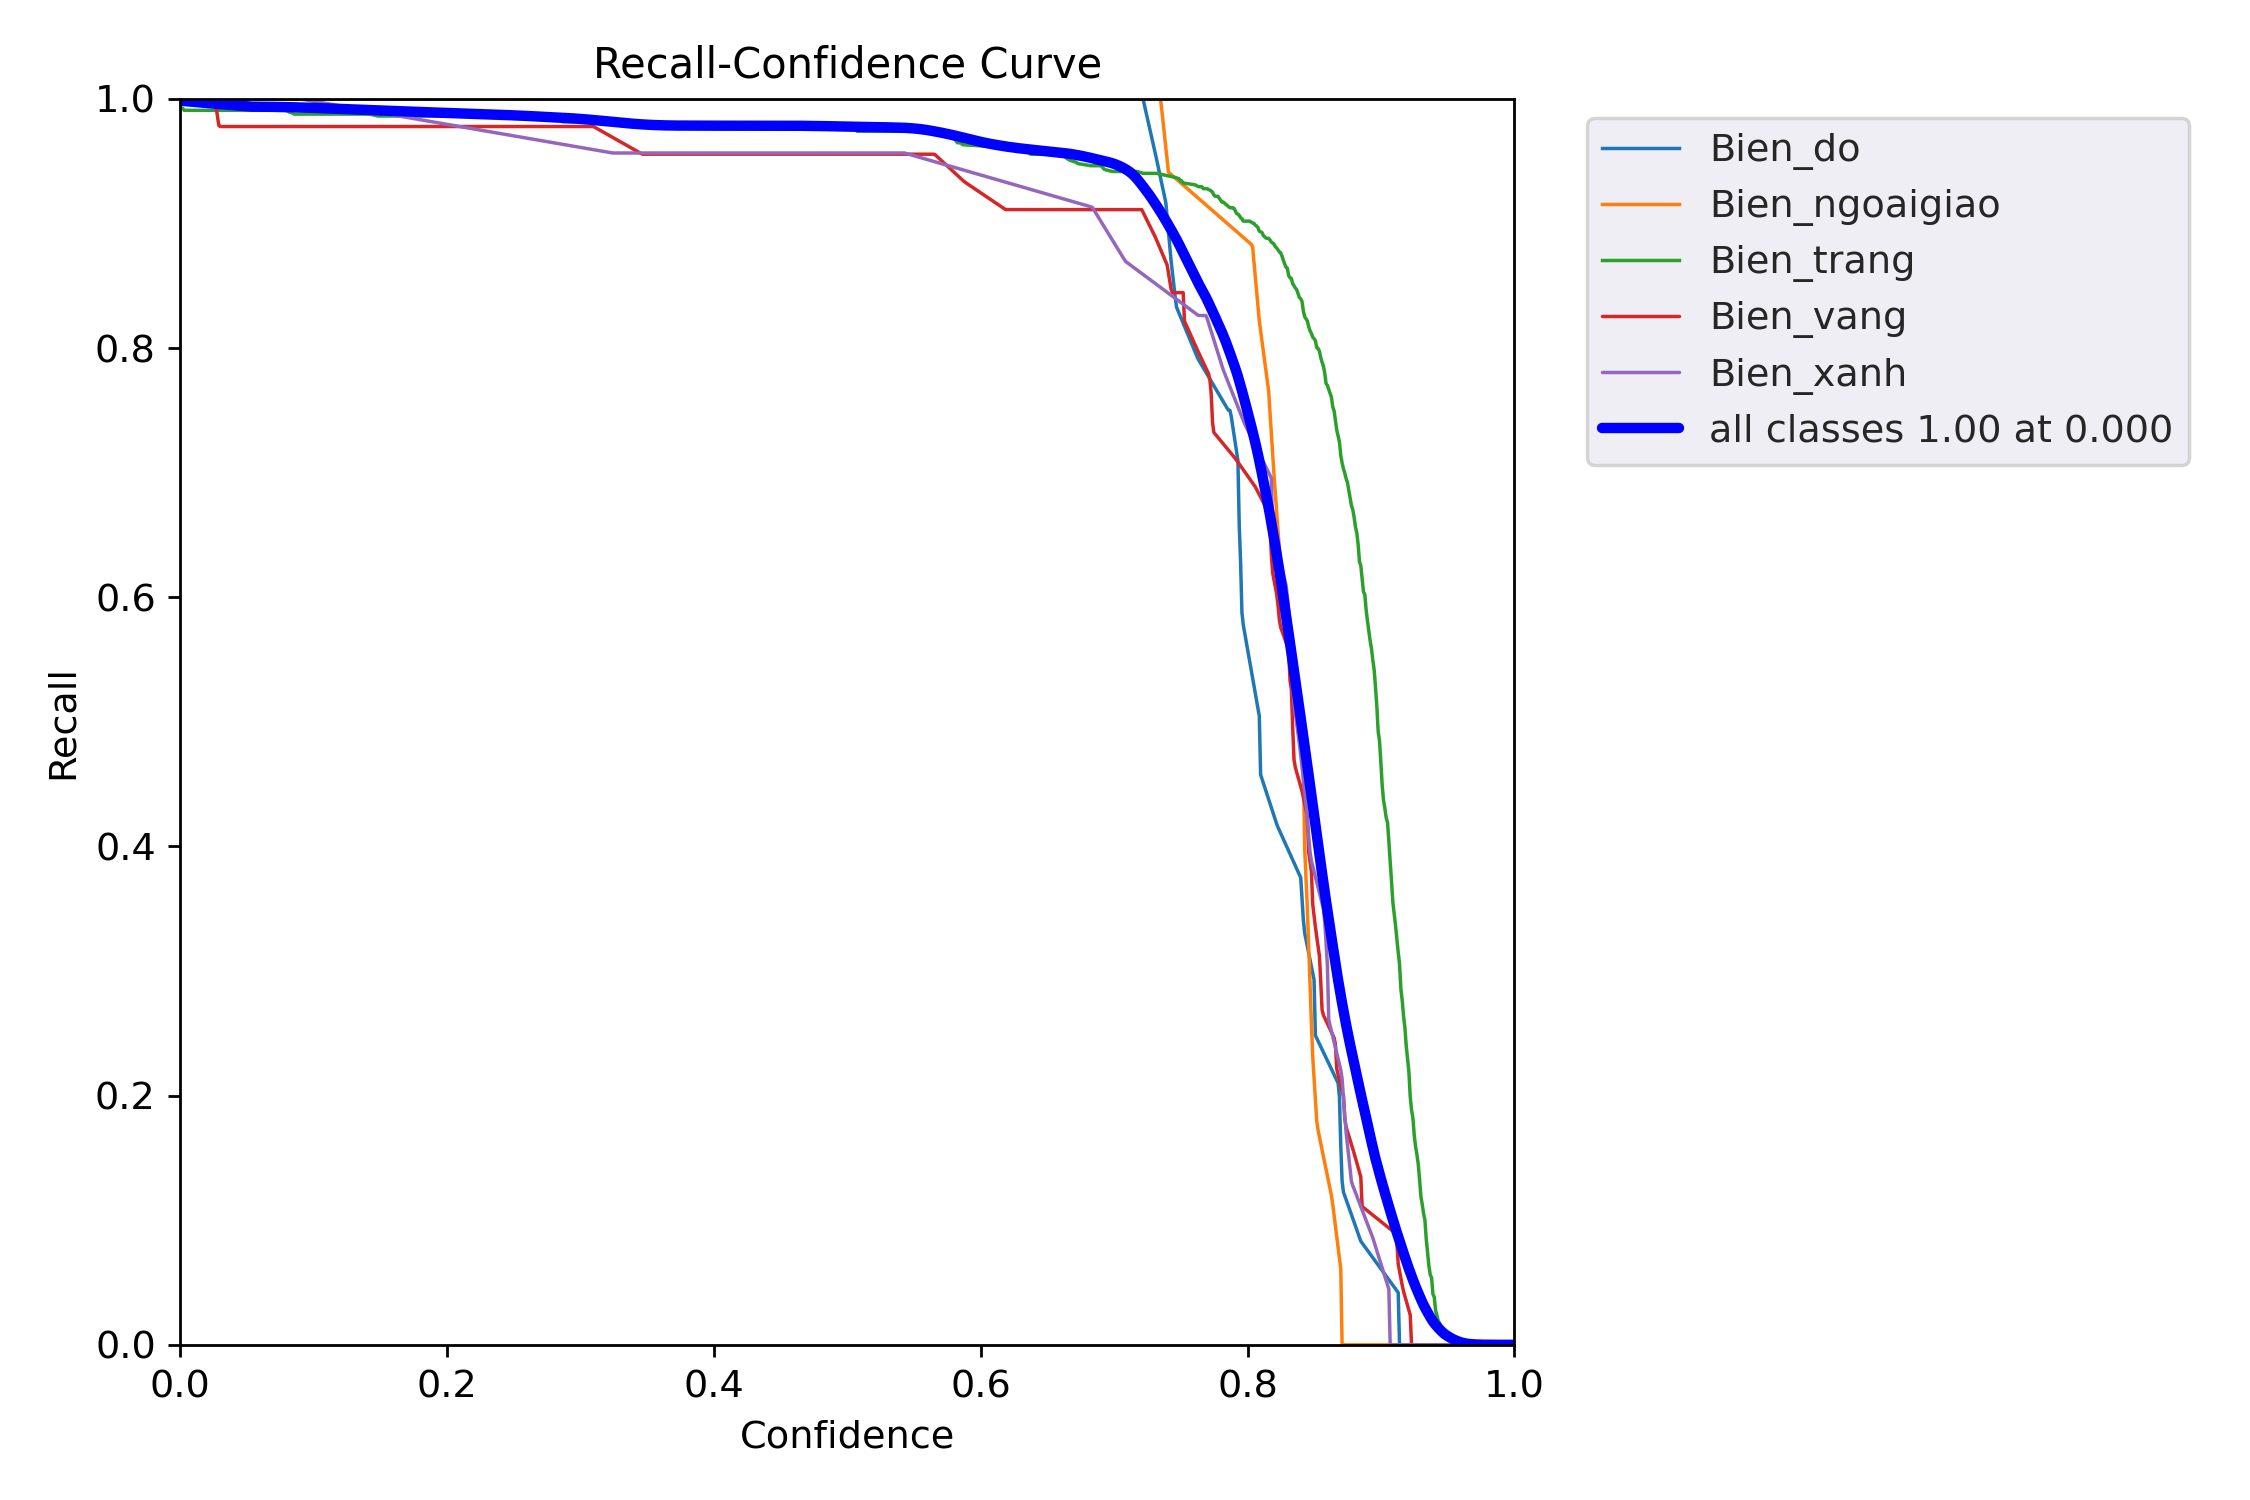 Recall-Confidence Curve
1.0
0.8
0.6
0.4
0.2
0.0
Recall
0.0 0.2 0.4 0.6 0.8 1.0
Confidence
Bien_do
Bien_ngoaigiao
Bien_trang
Bien_vang
Bien_xanh
all classes 1.00 at 0.000